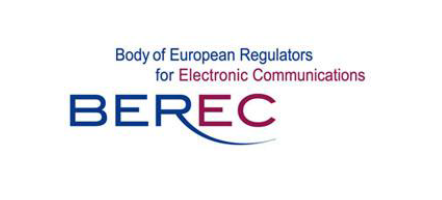 Body of European Regulators
for Electronic Communications
BEREC